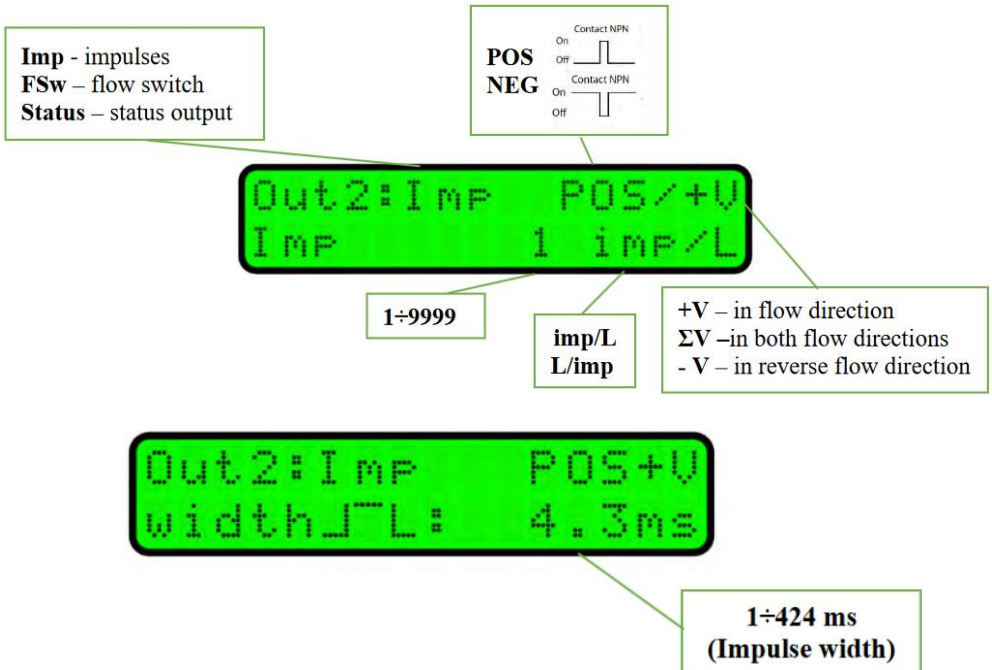 Imp - impulses
FSw – flow switch
Status – status output
POS
NEG
Contact NPN
On
Off
Contact NPN
On
Off
Out2:Imp POS/+V
Imp 1 imp/L
1÷9999
imp/L
L/imp
+V – in flow direction
ΣV –in both flow directions
- V – in reverse flow direction
Out2:Imp POS+V
width L: 4.3ms
1÷424 ms
(Impulse width)